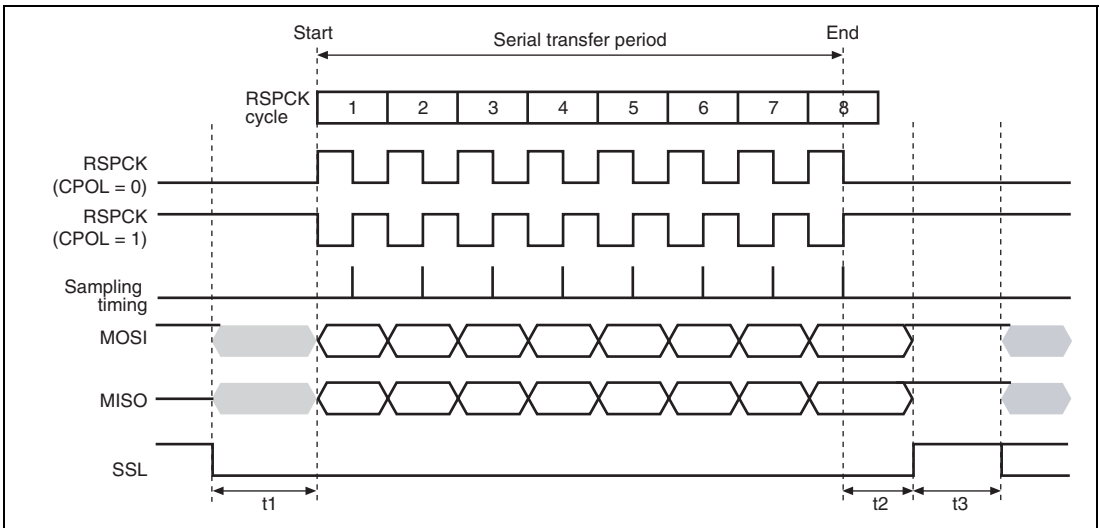 Start
Serial transfer period
End
RSPCK
cycle
1 2 3 4 5 6 7 8
RSPCK
(CPOL = 0)
RSPCK
(CPOL = 1)
Sampling
timing
MOSI
MISO
SSL
t1
t2
t3